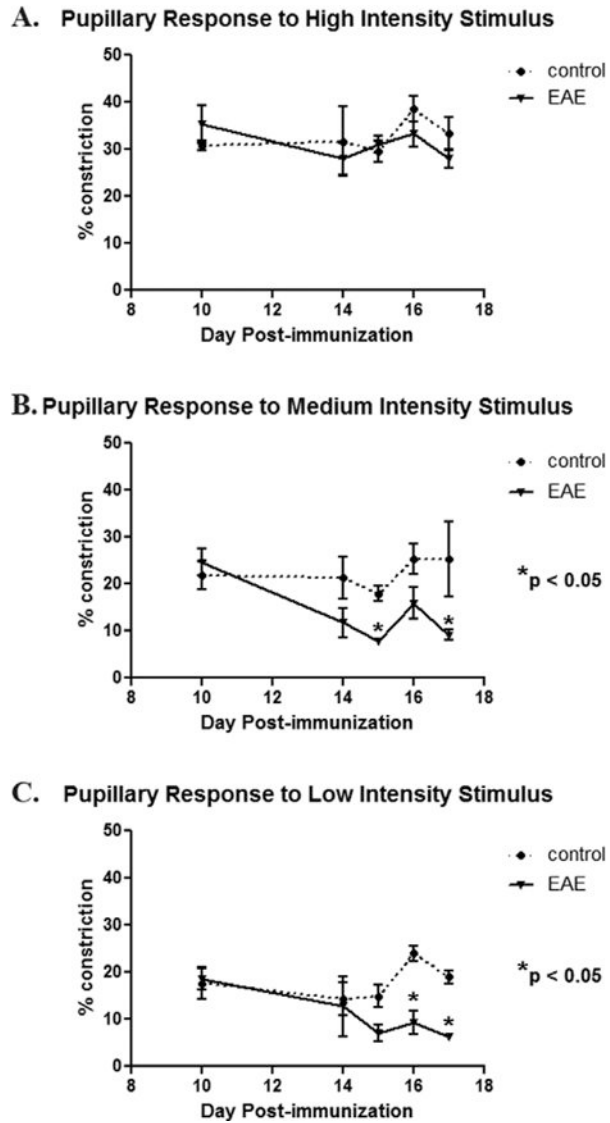 A. Pupillary Response to High Intensity Stimulus
50
40
30
20
10
0
% constriction
control
EAE
8 10 12 14 16 18
Day Post-immunization
B. Pupillary Response to Medium Intensity Stimulus
50
40
30
20
10
0
% constriction
control
EAE
*p < 0.05
* *
8 10 12 14 16 18
Day Post-immunization
C. Pupillary Response to Low Intensity Stimulus
50
40
30
20
10
0
% constriction
control
EAE
*p < 0.05
* *
8 10 12 14 16 18
Day Post-immunization